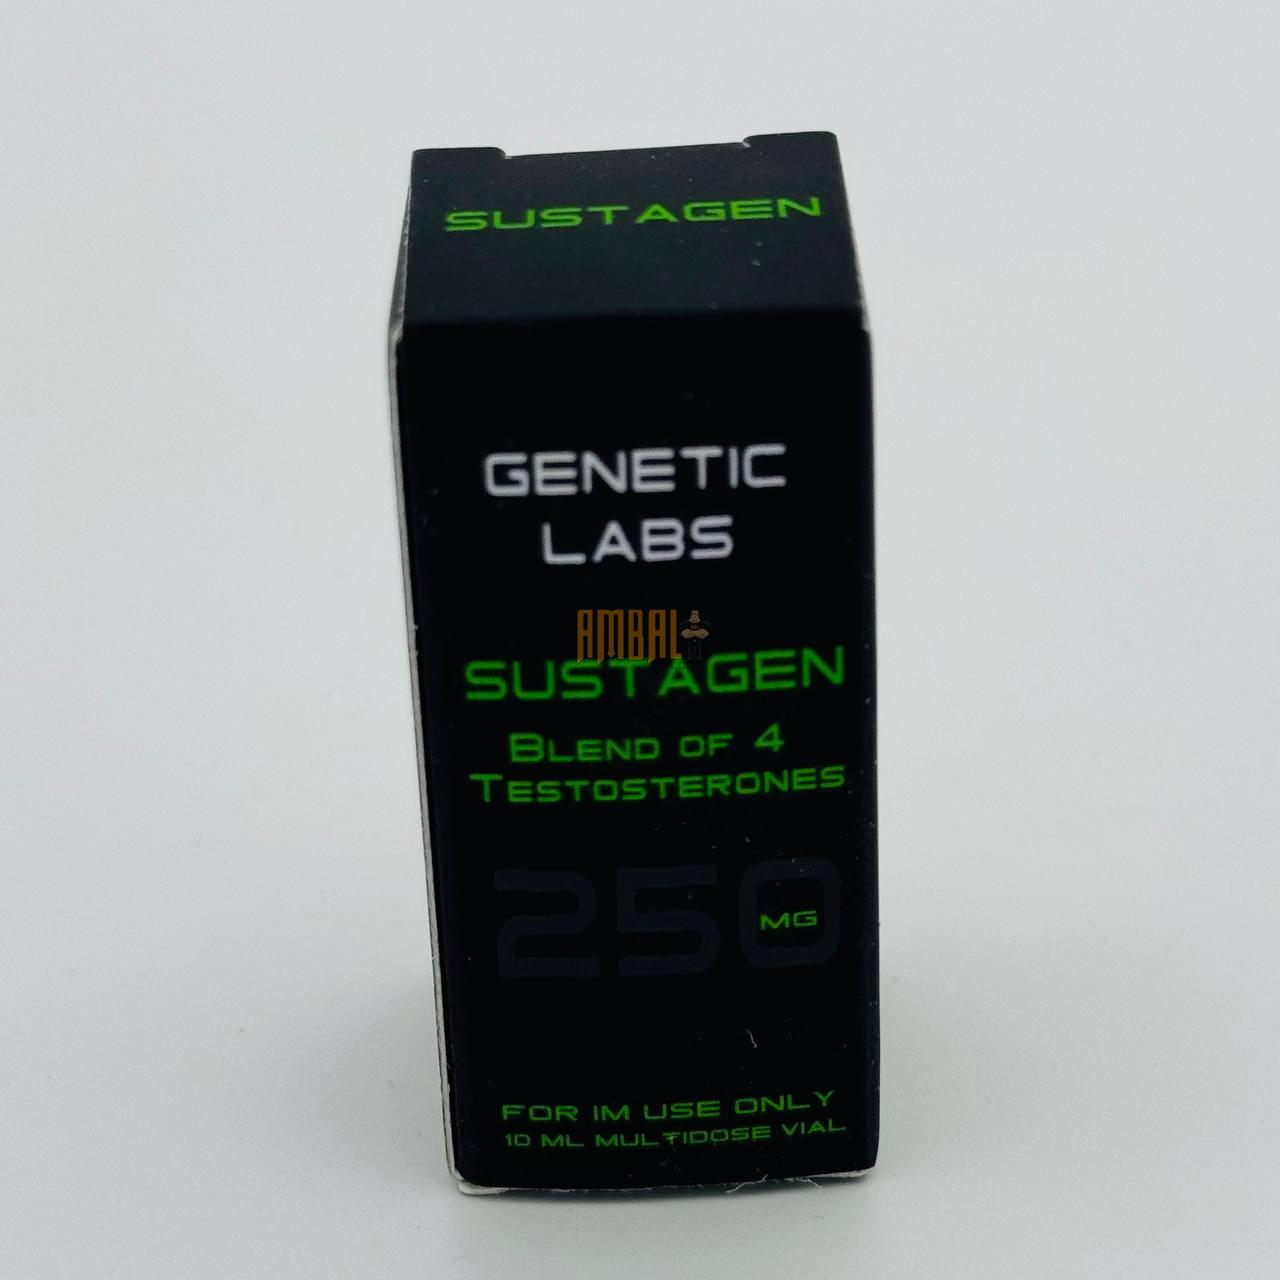 SUSTAGEN
GENETIC
LABS
AMBAL
SUSTAGEN
BLEND OF 4
TESTOSTERONES
250
MG
FOR IM USE ONLY
10 ML MULTIDOSE VIAL